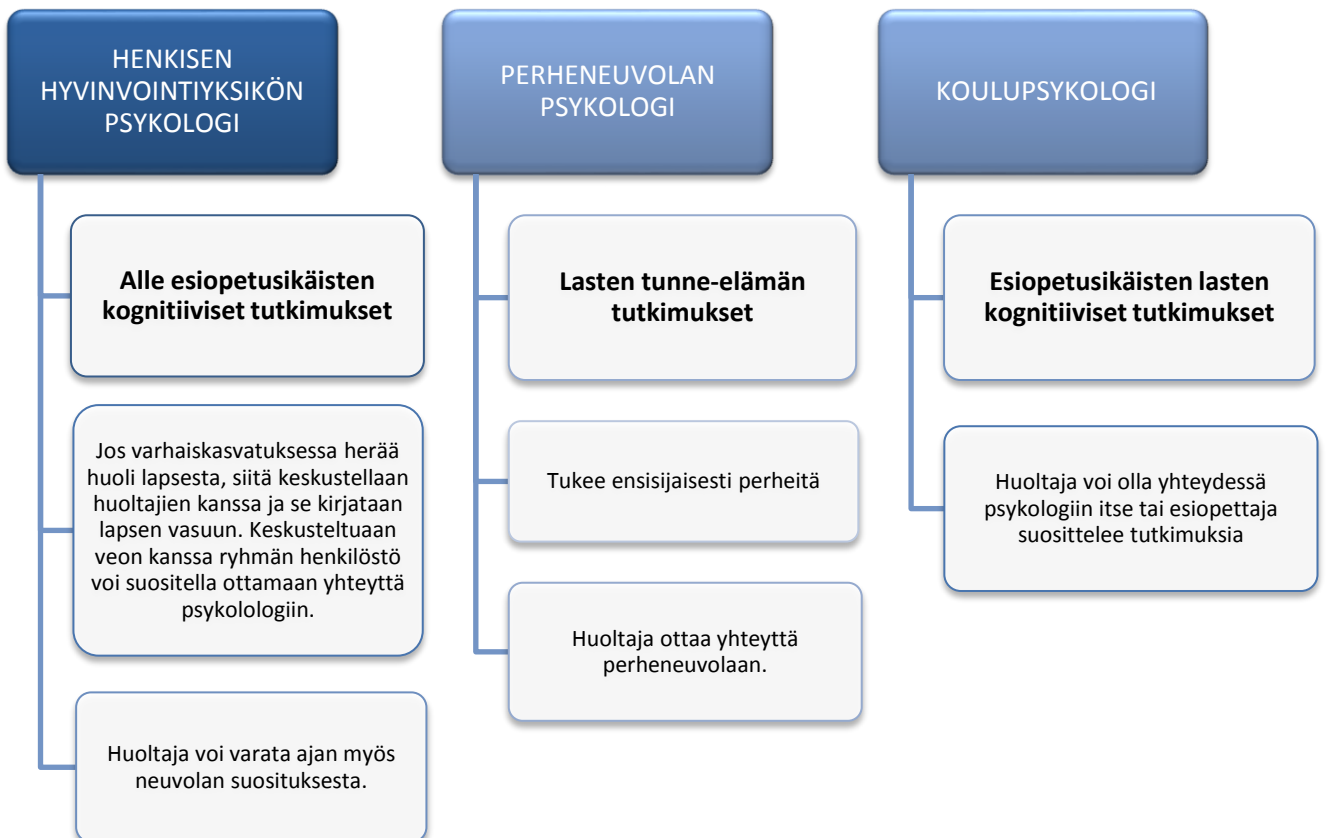 HENKISEN
HYVINVOINTIYKSIKÖN
PSYKOLOGI
Alle esiopetusikäisten
kognitiiviset tutkimukset
Jos varhaiskasvatuksessa herää
huoli lapsesta, siitä keskustellaan
huoltajien kanssa ja se kirjataan
lapsen vasuun. Keskusteltuaan
veon kanssa ryhmän henkilöstö
voi suositella ottamaan yhteyttä
psykolologiin.
Huoltaja voi varata ajan myös
neuvolan suosituksesta.
PERHENEUVOLAN
PSYKOLOGI
Lasten tunne-elämän
tutkimukset
Tukee ensisijaisesti perheitä
Huoltaja ottaa yhteyttä
perheneuvolaan.
KOULUPSYKOLOGI
Esiopetusikäisten lasten
kognitiiviset tutkimukset
Huoltaja voi olla yhteydessä
psykologiin itse tai esiopettaja
suosittelee tutkimuksia